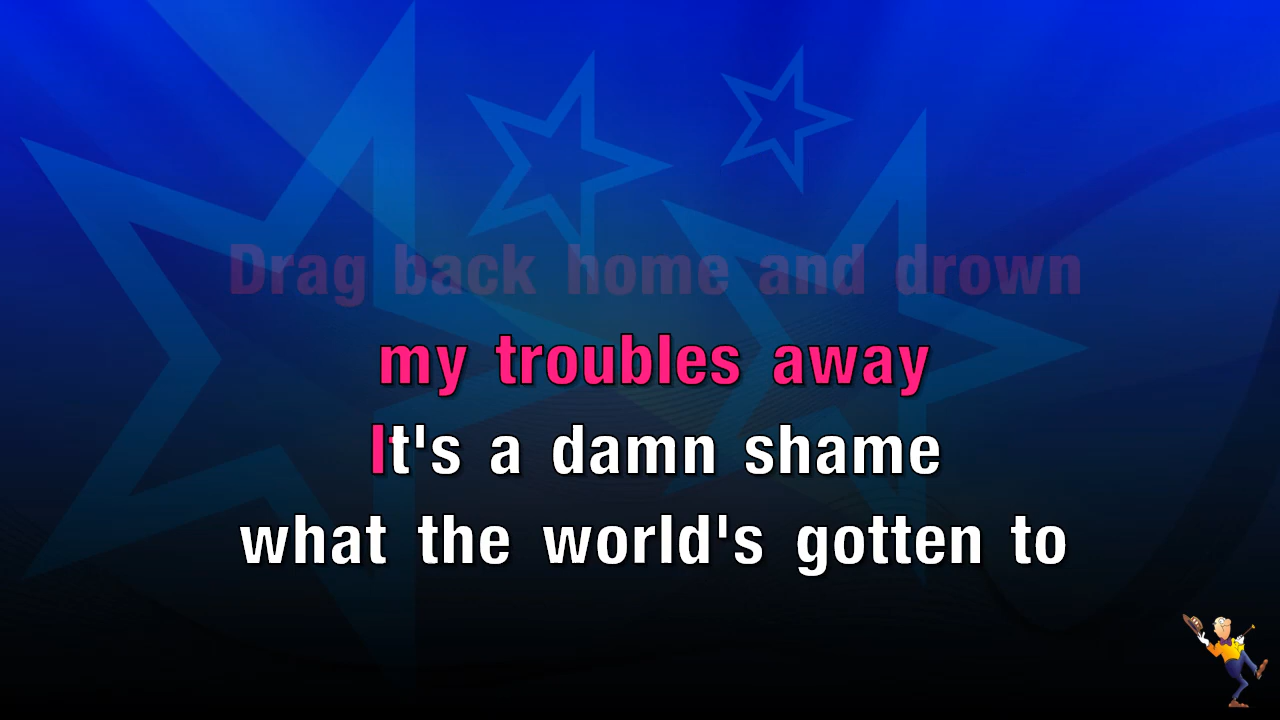 Drag back home and drown
my troubles away
It's a damn shame
what the world's gotten to